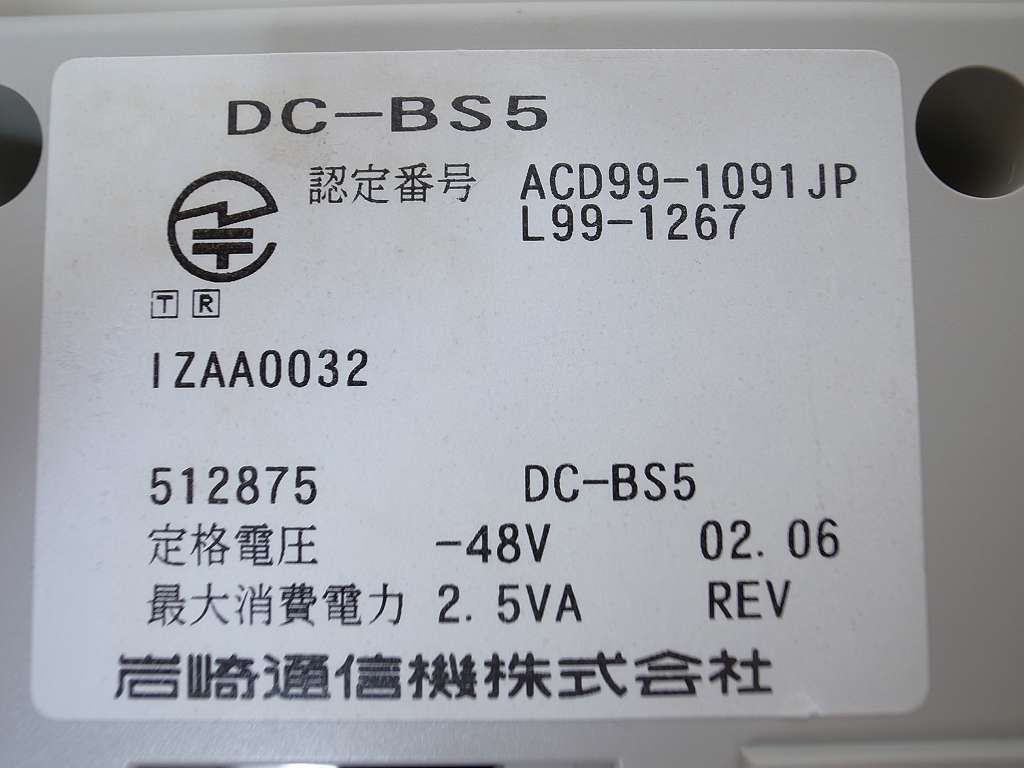 DC-BS5
認定番号 ACD99-1091JP
L99-1267
T R
IZAA0032
512875 DC-BS5
定格電圧 -48V 02.06
最大消費電力 2.5VA REV
岩崎通信機株式会社